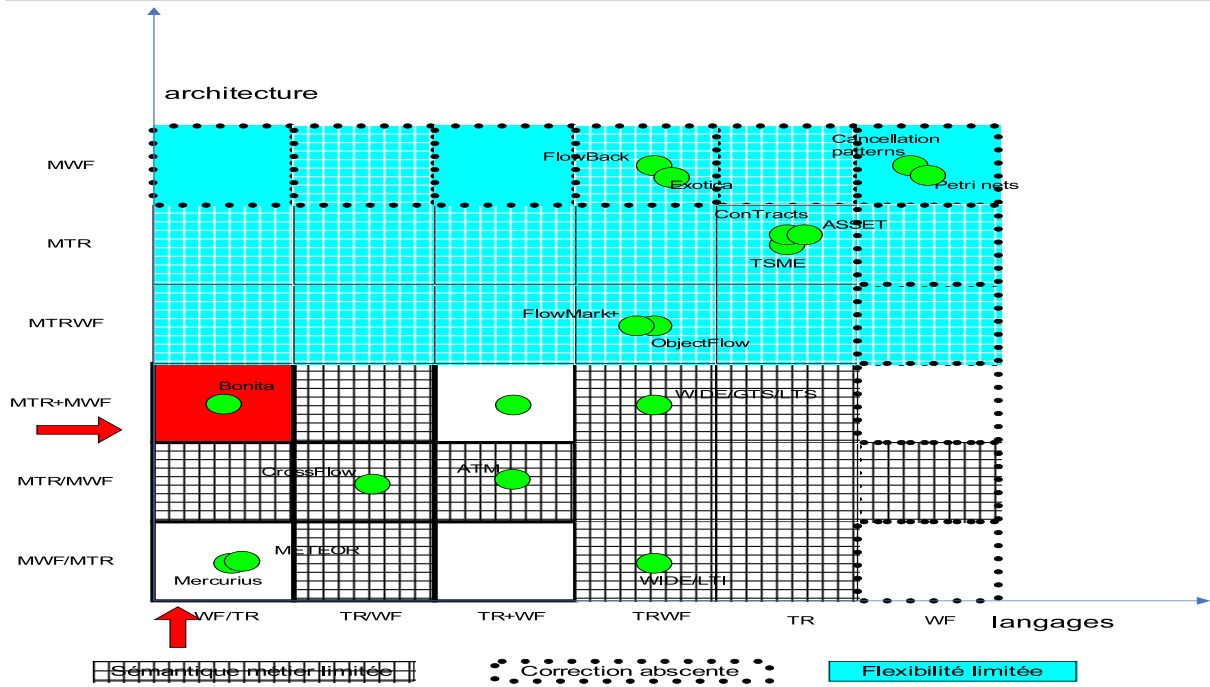 architecture
MWF
FlowBack
Exotica
Cancellation
patterns
Petri nets
MTR
ConTracts
ASSET
TSME
MTRWF
FlowMark+
ObjectFlow
MTR+MWF
Bonita
WIDE/GTS/LTS
MTR/MWF
CrossFlow
ATM
MWF/MTR
METEOR
Mercurius
WIDE/LTI
WF/TR
TR/WF
TR+WF
TRWF
TR
WF
langages
Sémantique métier limitée
Correction abscente
Flexibilité limitée